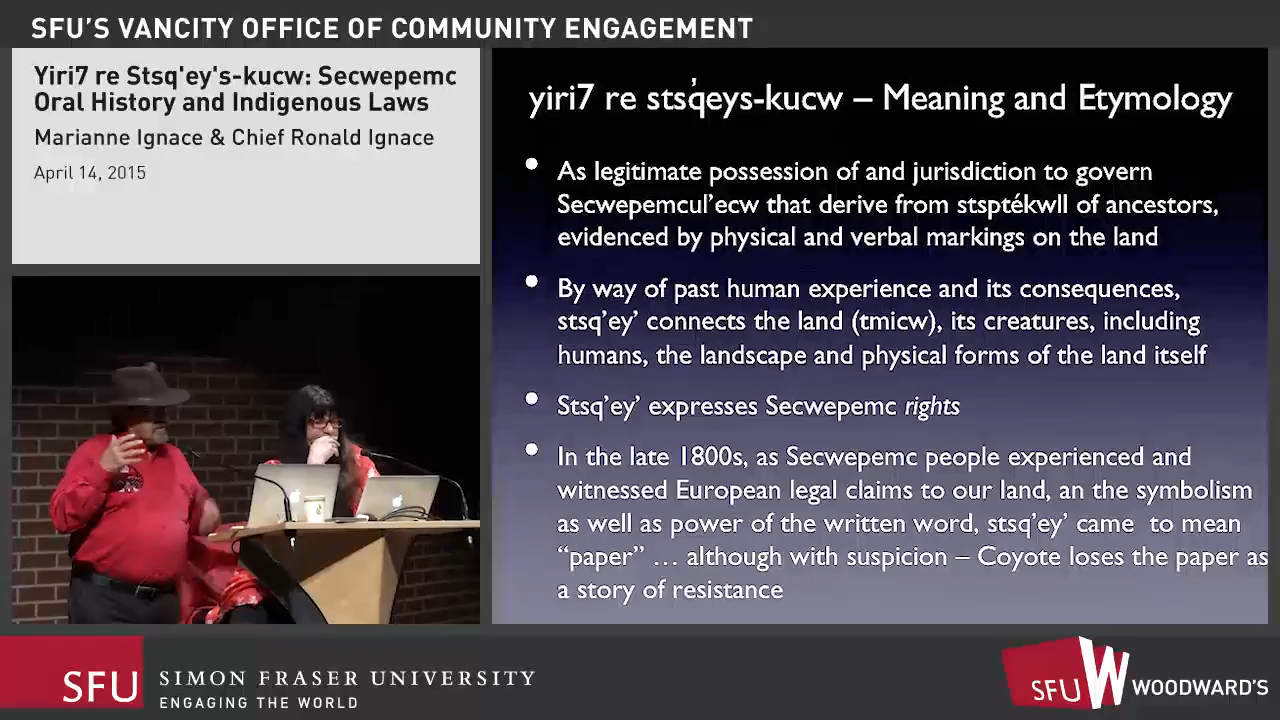 SFU'S VANCITY OFFICE OF COMMUNITY ENGAGEMENT
Yiri7 re Stsq'ey's-kucw: Secwepemc
Oral History and Indigenous Laws
Marianne Ignace & Chief Ronald Ignace
April 14, 2015
yiri7 re stsq̓eys-kucw – Meaning and Etymology
• As legitimate possession of and jurisdiction to govern
Secwepemcul’ecw that derive from stsptékwll of ancestors,
evidenced by physical and verbal markings on the land
• By way of past human experience and its consequences,
stsq’ey’ connects the land (tmicw), its creatures, including
humans, the landscape and physical forms of the land itself
• Stsq’ey’ expresses Secwepemc rights
• In the late 1800s, as Secwepemc people experienced and
witnessed European legal claims to our land, an the symbolism
as well as power of the written word, stsq’ey’ came to mean
“paper” … although with suspicion – Coyote loses the paper as
a story of resistance
SFU
SIMON FRASER UNIVERSITY
ENGAGING THE WORLD
SFU W WOODWARD'S